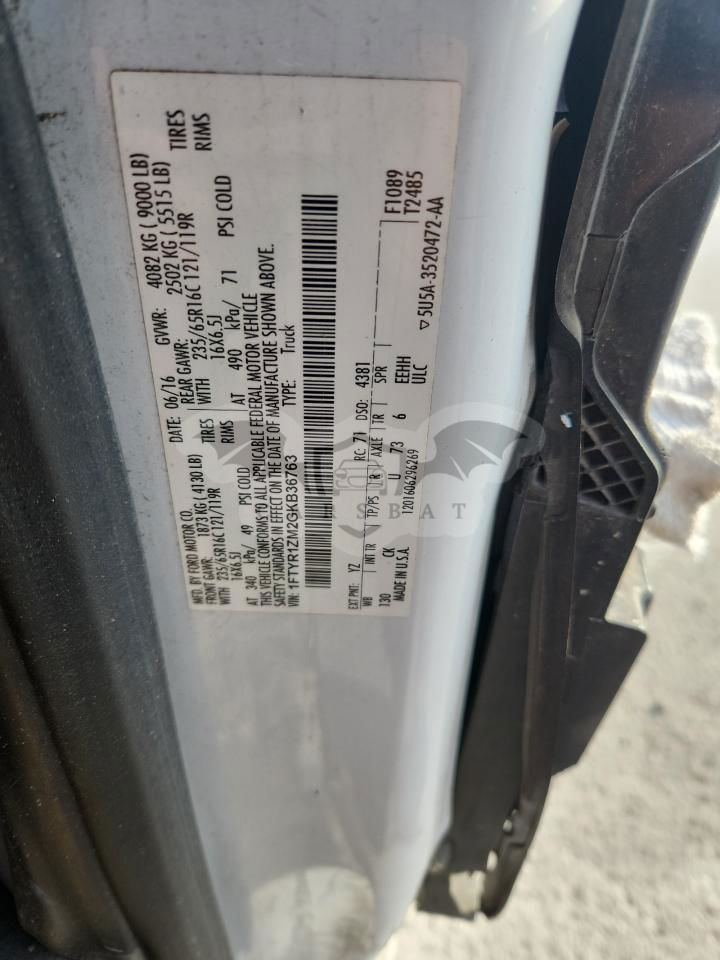 MFD. BY FORD MOTOR CO. DATE: 06/16 GVWR: 4082 KG ( 9000 LB)
FRONT GAWR: 1873 KG ( 4130 LB) REAR GAWR: 2502 KG ( 5515 LB)
WITH 235/65R16C 121/119R TIRES WITH 235/65R16C 121/119R TIRES
16X6.5J RIMS 16X6.5J RIMS
AT 340 kPa/ 49 PSI COLD AT 490 kPa/ 71 PSI COLD
THIS VEHICLE CONFORMS TO ALL APPLICABLE FEDERAL MOTOR VEHICLE
SAFETY STANDARDS IN EFFECT ON THE DATE OF MANUFACTURE SHOWN ABOVE.
VIN: 1FTYR1ZM2GKB36763 TYPE: Truck
EXT PNT: YZ RC: 71 DSO: 4381 F1089
WB INT TR TP/PS R AXLE TR SPR T2485
130 CK U 73 6 EEHH
MADE IN U.S.A. 1201606296269 ULC ▽5U5A-3520472-AA
SBAT